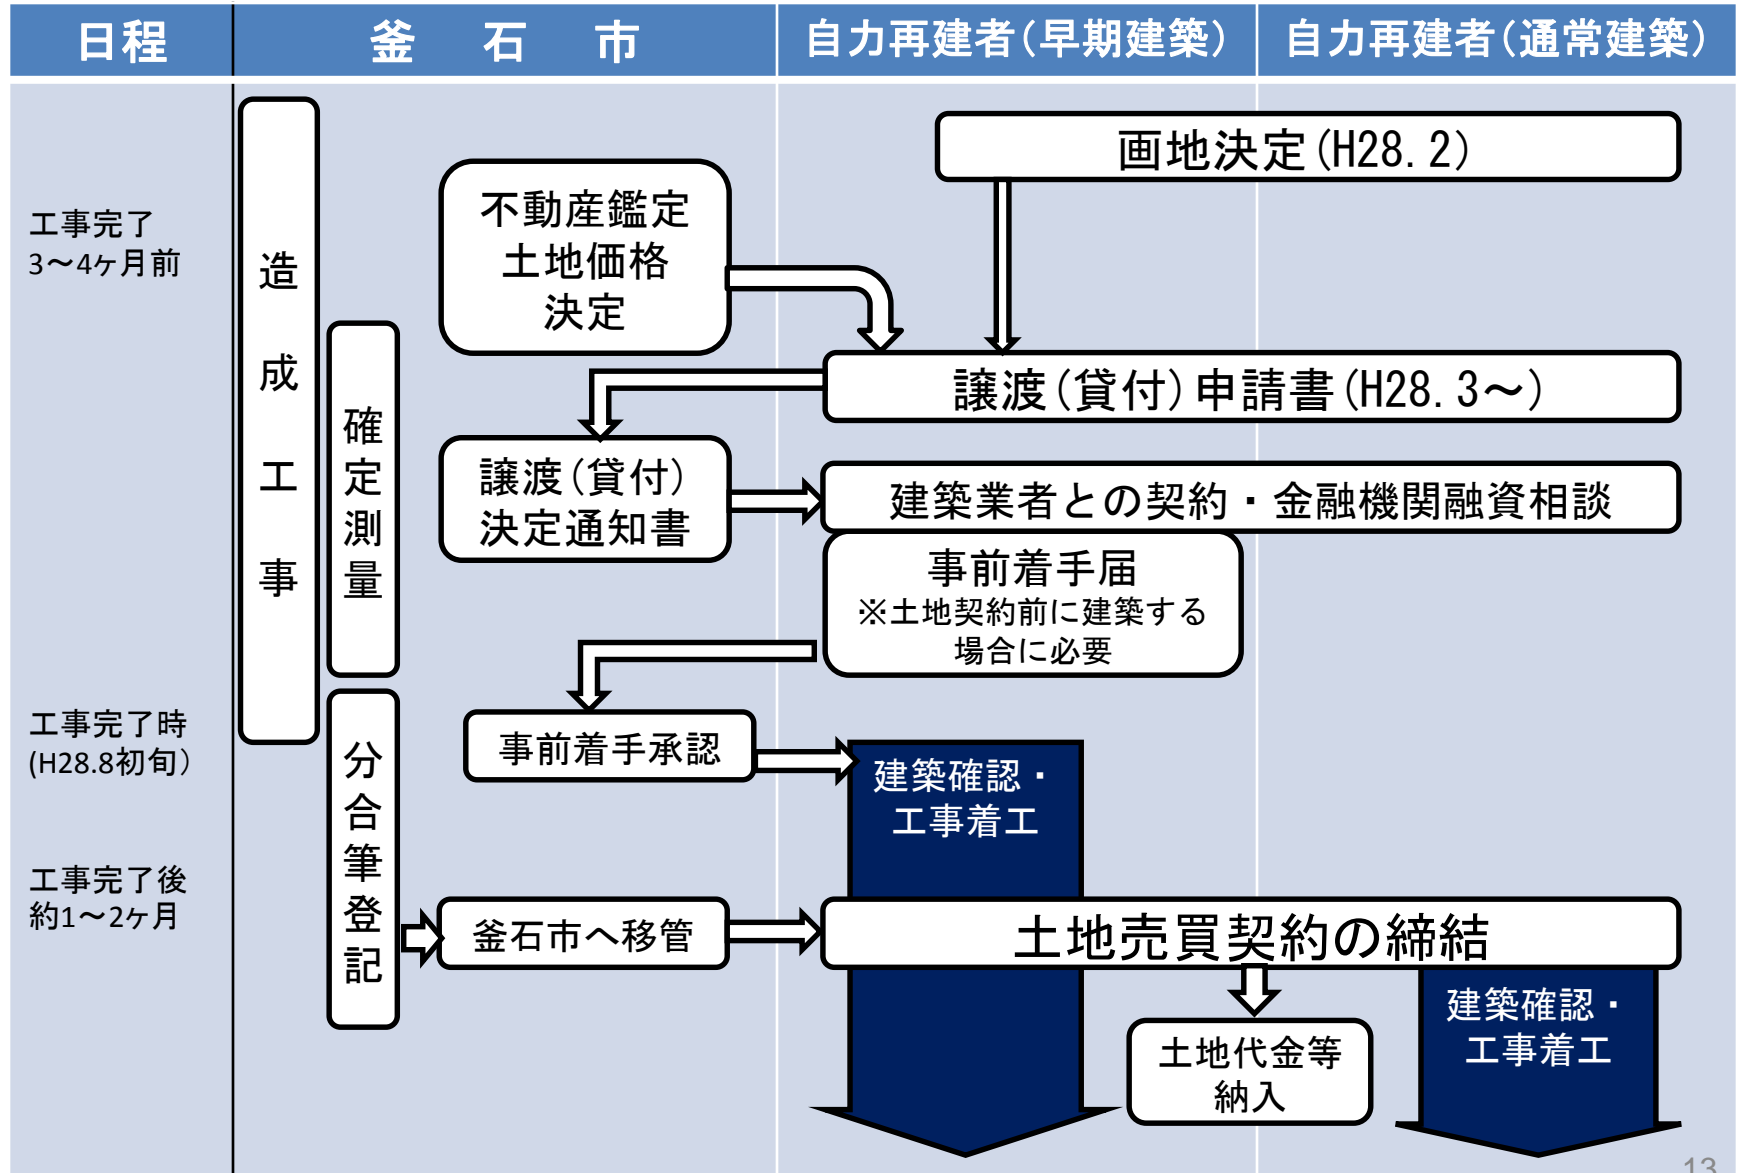 日程
釜石市
自力再建者(早期建築)
自力再建者(通常建築)
工事完了
3～4ヶ月前
工事完了時
(H28.8初旬)
工事完了後
約1～2ヶ月
造成工事
確定測量
分合筆登記
画地決定(H28.2)
不動産鑑定
土地価格
決定
譲渡(貸付)申請書(H28.3～)
譲渡(貸付)
決定通知書
建築業者との契約・金融機関融資相談
事前着手届
※土地契約前に建築する
場合に必要
事前着手承認
建築確認・
工事着工
釜石市へ移管
土地売買契約の締結
土地代金等
納入
建築確認・
工事着工
13